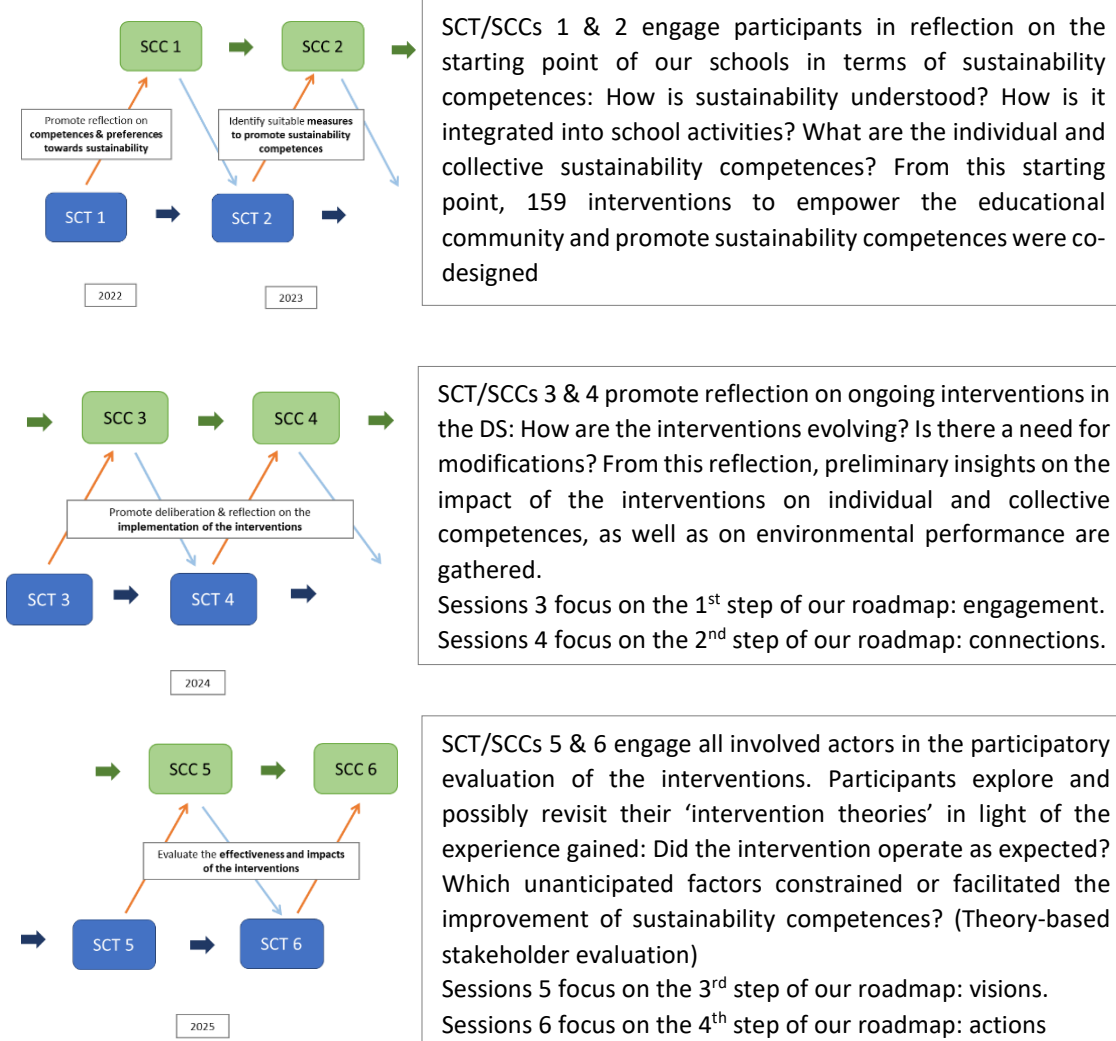 SCC 1
SCC 2
Promote reflection on
competences & preferences
towards sustainability
Identify suitable measures
to promote sustainability
competences
SCT 1
SCT 2
2022
2023
SCT/SCCs 1 & 2 engage participants in reflection on the
starting point of our schools in terms of sustainability
competences: How is sustainability understood? How is it
integrated into school activities? What are the individual and
collective sustainability competences? From this starting
point, 159 interventions to empower the educational
community and promote sustainability competences were co-
designed
SCC 3
SCC 4
Promote deliberation & reflection on the
implementation of the interventions
SCT 3
SCT 4
2024
SCT/SCCs 3 & 4 promote reflection on ongoing interventions in
the DS: How are the interventions evolving? Is there a need for
modifications? From this reflection, preliminary insights on the
impact of the interventions on individual and collective
competences, as well as on environmental performance are
gathered.
Sessions 3 focus on the 1st step of our roadmap: engagement.
Sessions 4 focus on the 2nd step of our roadmap: connections.
SCC 5
SCC 6
Evaluate the effectiveness and impacts
of the interventions
SCT 5
SCT 6
2025
SCT/SCCs 5 & 6 engage all involved actors in the participatory
evaluation of the interventions. Participants explore and
possibly revisit their ‘intervention theories’ in light of the
experience gained: Did the intervention operate as expected?
Which unanticipated factors constrained or facilitated the
improvement of sustainability competences? (Theory-based
stakeholder evaluation)
Sessions 5 focus on the 3rd step of our roadmap: visions.
Sessions 6 focus on the 4th step of our roadmap: actions